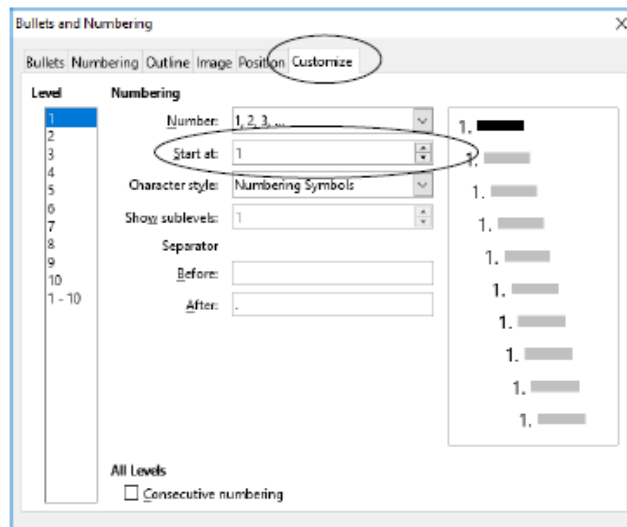 Bullets and Numbering
Bullets Numbering Outline Image Position Customize
Level
1
2
3
4
5
6
7
8
9
10
1 - 10
Numbering
Number: 1, 2, 3, ...
Start at: 1
Character style: Numbering Symbols
Show sublevels: 1
Separator
Before:
After: .
1.
1.
1.
1.
1.
1.
1.
1.
1.
1.
All Levels
Consecutive numbering